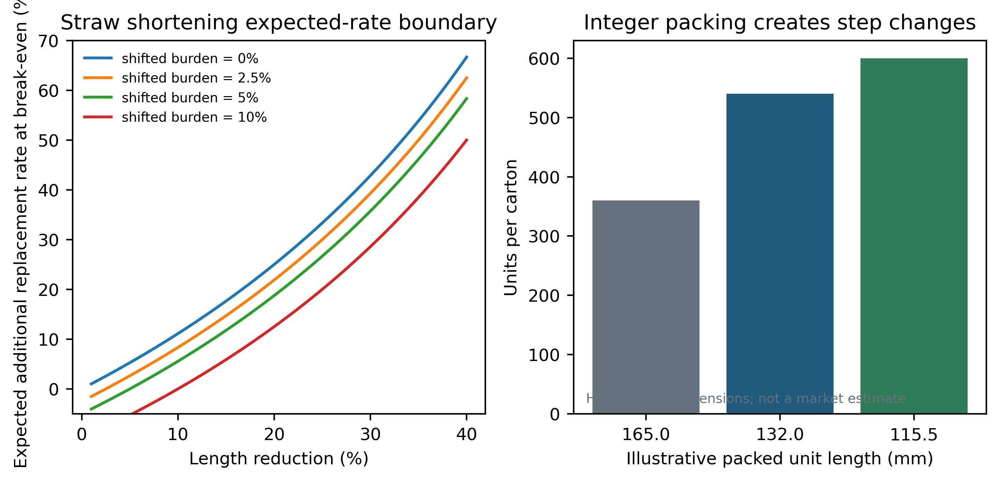 Straw shortening expected-rate boundary
Expected additional replacement rate at break-even (%
70
60
50
40
30
20
10
0
shifted burden = 0%
shifted burden = 2.5%
shifted burden = 5%
shifted burden = 10%
0 10 20 30 40
Length reduction (%)
Integer packing creates step changes
Units per carton
600
500
400
300
200
100
0
ensions; not a market estimate
165.0 132.0 115.5
Illustrative packed unit length (mm)